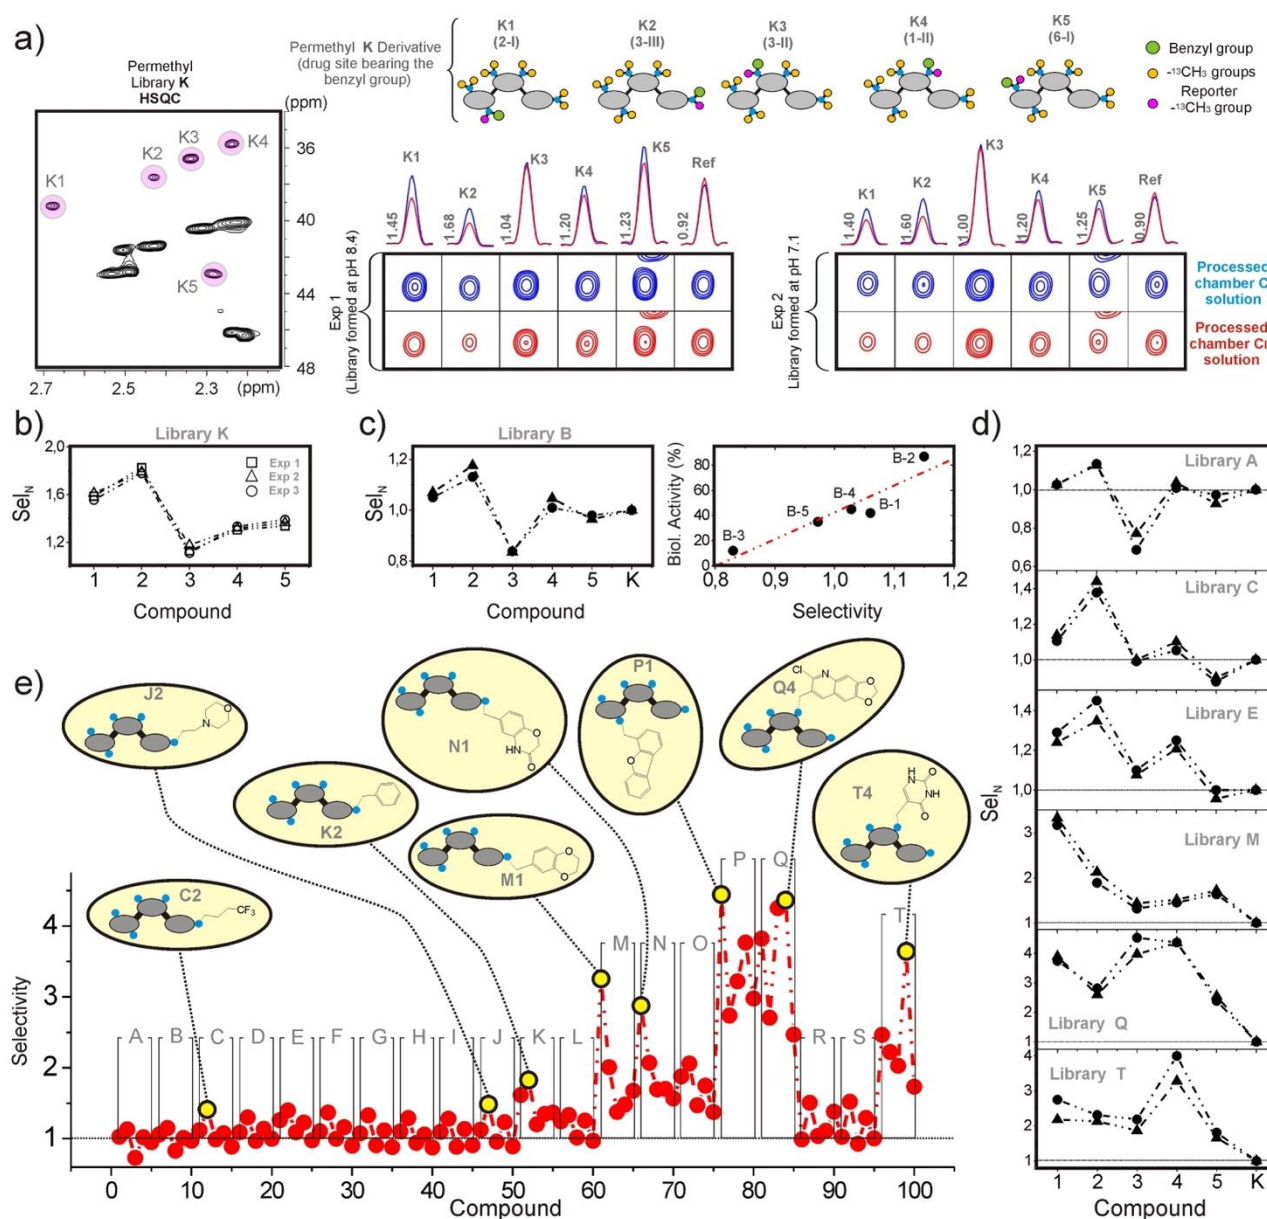 a)
Permethyl
Library K
HSQC
(ppm)
K1
K2
K3
K4
K5
36
40
44
48
2.7
2.5
2.3
(ppm)
Permethyl K Derivative
(drug site bearing the
benzyl group)
K1
(2-I)
K2
(3-III)
K3
(3-II)
K4
(1-II)
K5
(6-I)
Benzyl group
-¹³CH₃ groups
Reporter
-¹³CH₃ group
K1
K2
K3
K4
K5
Ref
1.45
1.68
1.04
1.20
1.23
0.92
Exp 1
(Library formed at pH 8.4)
K1
K2
K3
K4
K5
Ref
1.40
1.60
1.00
1.20
1.25
0.90
Exp 2
Library formed at pH 7.1)
Processed
chamber C
solution
Processed
solution
b)
Library K
Sel_N
2,0
1,6
1,2
Exp 1
Exp 2
Exp 3
1 2 3 4 5
Compound
c)
Library B
Sel_N
1,2
1,0
0,8
1 2 3 4 5 K
Compound
Biol. Activity (%)
80
60
40
20
0
B-2
B-4
B-1
B-5
B-3
0,8 0,9 1,0 1,1 1,2
Selectivity
d)
Library A
1,2
1,0
0,8
0,6
Library C
1,4
1,2
1,0
Library E
1,4
1,2
1,0
Sel_N
Library M
3
2
1
Library Q
4
3
2
1
Library T
4
3
2
1
1 2 3 4 5 K
Compound
e)
J2
N
O
C2
CF₃
K2
N1
O
HN
O
M1
O
O
P1
O
Q4
Cl
N
O
O
T4
H
N
O
NH
O
Selectivity
4
3
2
1
A B C D E F G H I J K L M N O P Q R S T
0 10 20 30 40 50 60 70 80 90 100
Compound